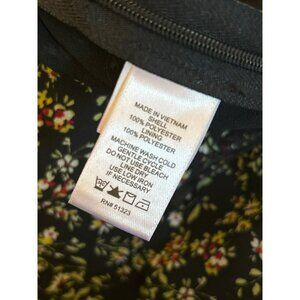 MADE IN VIETNAM
SHELL
100% POLYESTER
LINING
100% POLYESTER
MACHINE WASH COLD
GENTLE CYCLE
DO NOT USE BLEACH
LINE DRY
USE LOW IRON
IF NECESSARY
RN# 51323